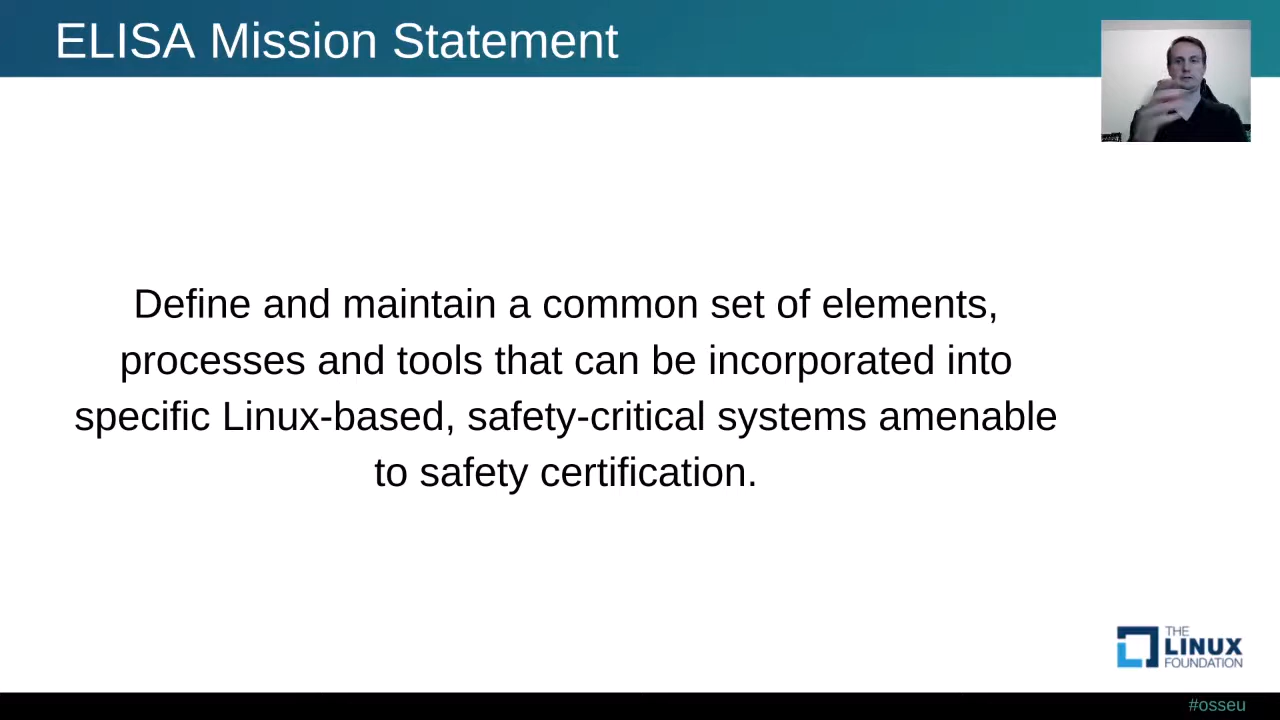 ELISA Mission Statement
Define and maintain a common set of elements,
processes and tools that can be incorporated into
specific Linux-based, safety-critical systems amenable
to safety certification.
THE
LINUX
FOUNDATION
#osseu